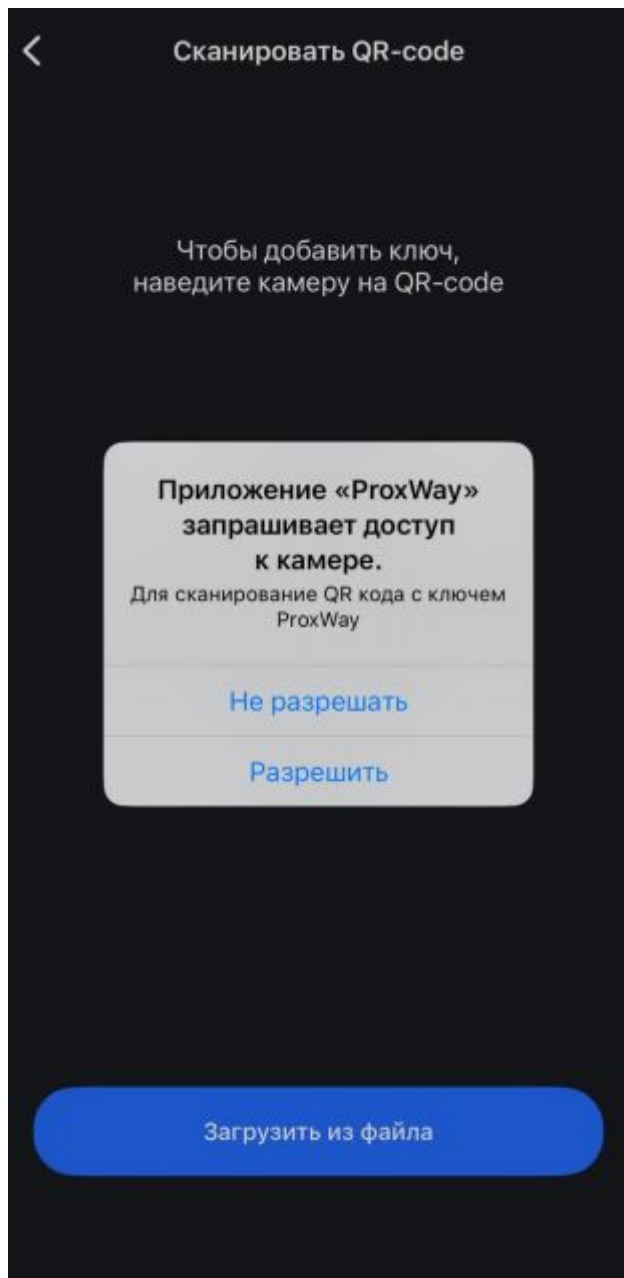 Сканировать QR-code
Чтобы добавить ключ,
наведите камеру на QR-code
Приложение «ProxWay»
запрашивает доступ
к камере.
Для сканирование QR кода с ключем
ProxWay
Не разрешать
Разрешить
Загрузить из файла